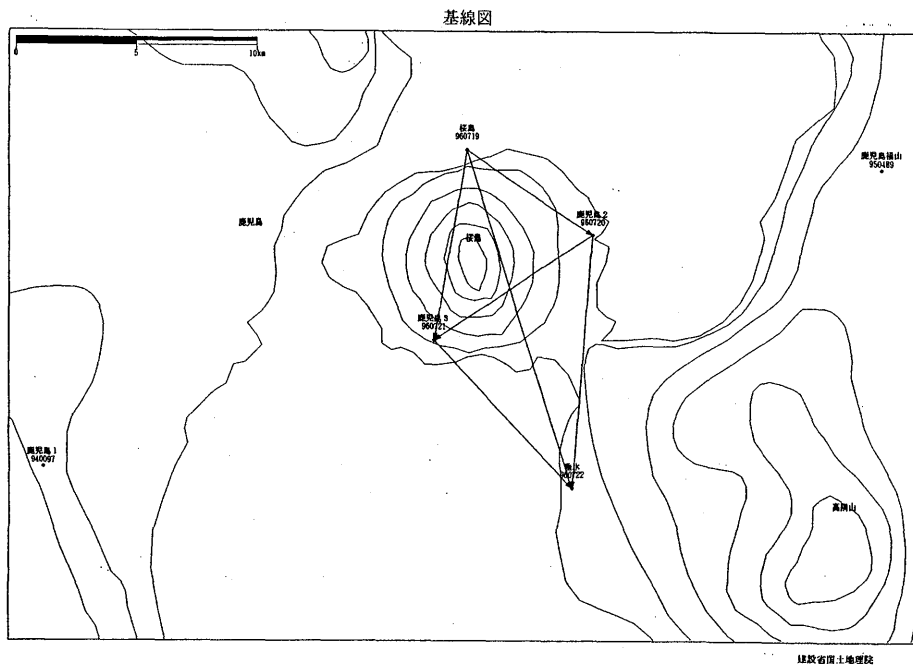 基線図
0 5 10km
桜島
960719
鹿児島福山
950489
鹿児島
鹿児島2
960720
桜島
鹿児島3
960721
鹿児島1
940097
垂水
960722
高隈山
建設省国土地理院